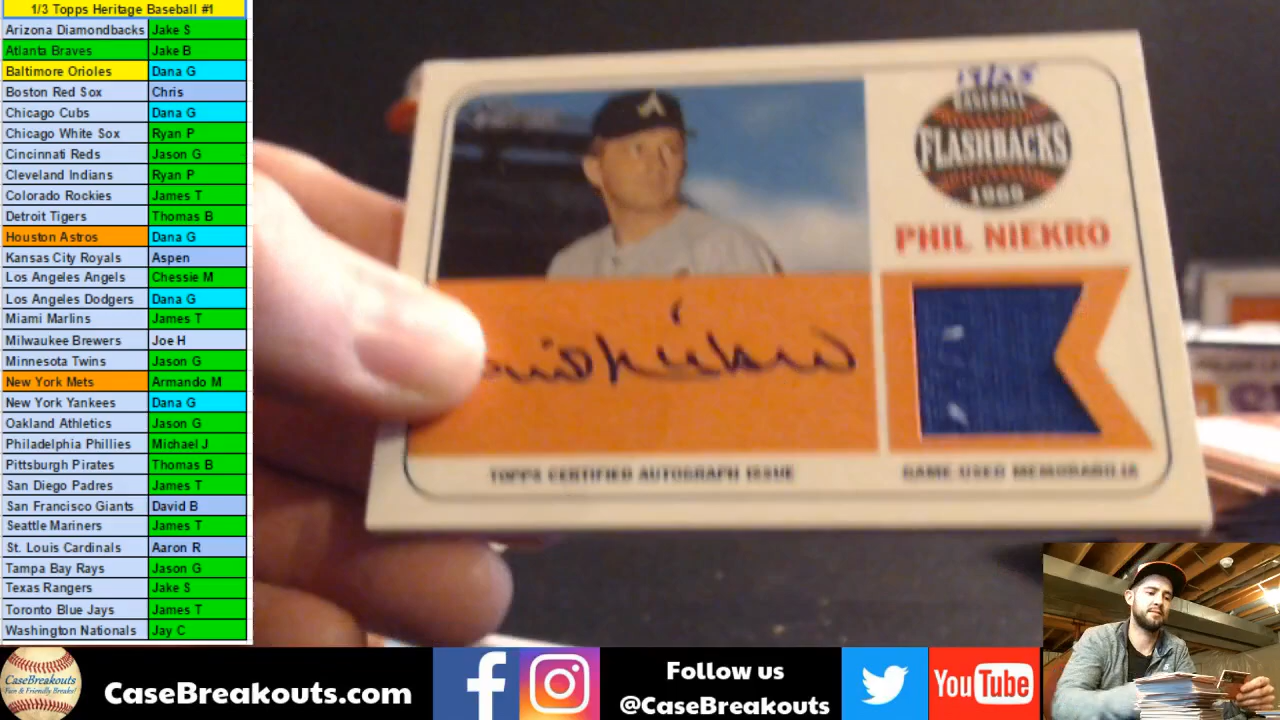 1/3 Topps Heritage Baseball #1
Arizona Diamondbacks Jake S
Atlanta Braves Jake B
Baltimore Orioles Dana G
Boston Red Sox Chris
Chicago Cubs Dana G
Chicago White Sox Ryan P
Cincinnati Reds Jason G
Cleveland Indians Ryan P
Colorado Rockies James T
Detroit Tigers Thomas B
Houston Astros Dana G
Kansas City Royals Aspen
Los Angeles Angels Chessie M
Los Angeles Dodgers Dana G
Miami Marlins James T
Milwaukee Brewers Joe H
Minnesota Twins Jason G
New York Mets Armando M
New York Yankees Dana G
Oakland Athletics Jason G
Philadelphia Phillies Michael J
Pittsburgh Pirates Thomas B
San Diego Padres James T
San Francisco Giants David B
Seattle Mariners James T
St. Louis Cardinals Aaron R
Tampa Bay Rays Jason G
Texas Rangers Jake S
Toronto Blue Jays James T
Washington Nationals Jay C
A
BASEBALL
FLASHBACKS
1969
PHIL NIEKRO
TOPPS CERTIFIED AUTOGRAPH ISSUE
GAME-USED MEMORABILIA
CaseBreakouts
Fun & Friendly Breaks!
CaseBreakouts.com
Follow us
@CaseBreakouts
YouTube